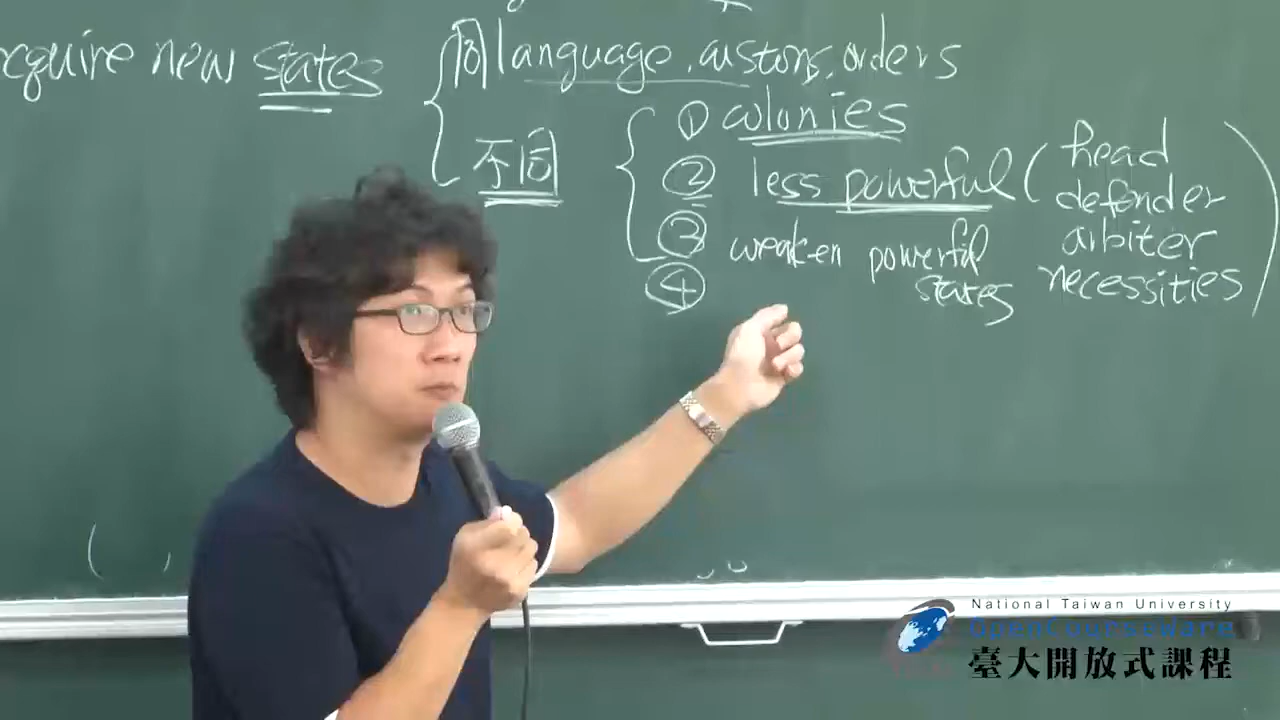 acquire new states
同 language, customs, orders
不同
① colonies
② less powerful (head
defender
arbiter
necessities)
③ weaken powerful
states
④
National Taiwan University
OpenCourseWare
臺大開放式課程